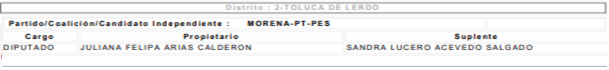 Distrito : 2-TOLUCA DE LERDO
Partido/Coalición/Candidato Independiente : MORENA-PT-PES
Cargo Propietario Suplente
DIPUTADO JULIANA FELIPA ARIAS CALDERON SANDRA LUCERO ACEVEDO SALGADO